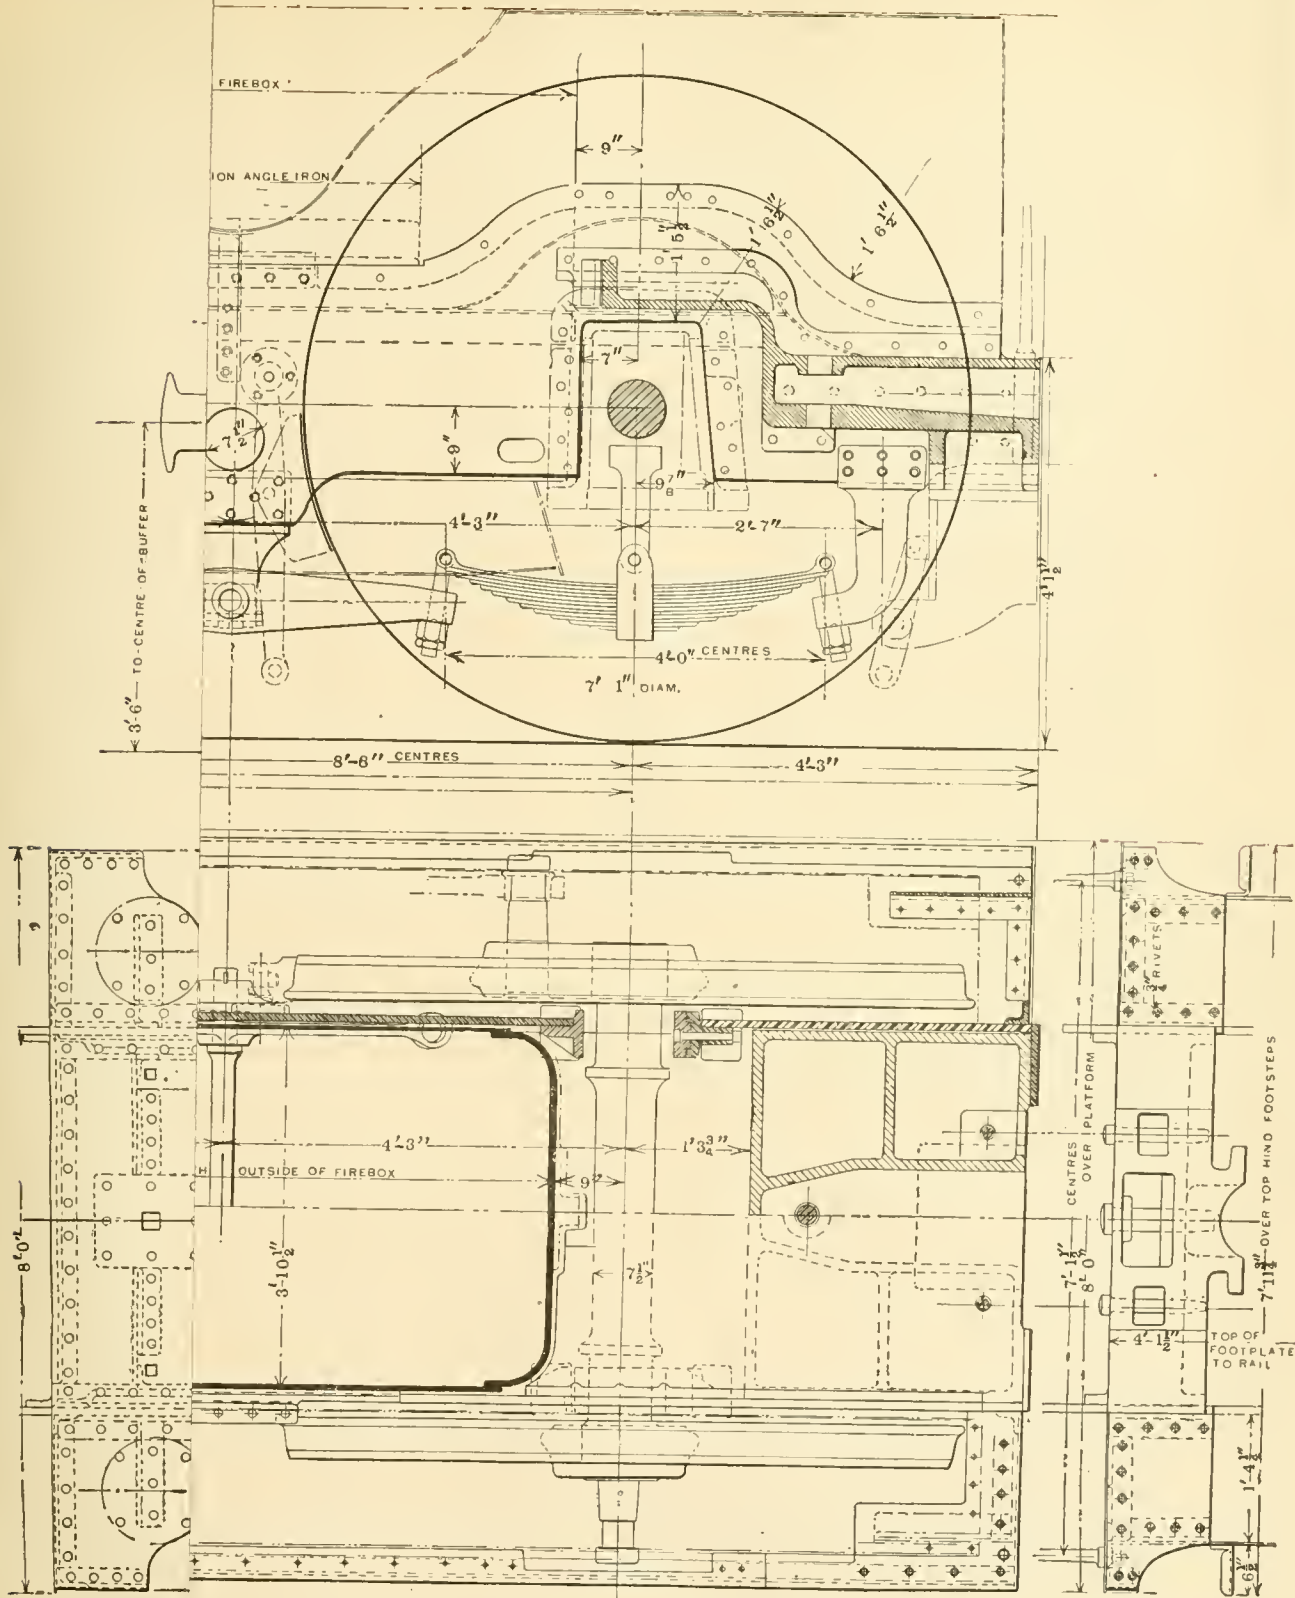 FIREBOX
9"
ION ANGLE IRON
1' 6½"
1' 6½"
1' 5½"
7"
7½"
9"
9⅞"
4'-3"
2'-7"
3'-6" TO CENTRE OF BUFFER
4' 1½"
4'-0" CENTRES
7' 1" DIAM.
8'-6" CENTRES
4'-3"
¾" RIVETS
4'-3"
1' 3¾"
H OUTSIDE OF FIREBOX
9"
8'-0"
3'-10½"
7½"
7'-1½" CENTRES
8'-0" OVER PLATFORM
OVER TOP HIND FOOTSTEPS
4'-1½"
TOP OF
FOOTPLATE
TO RAIL
6½"